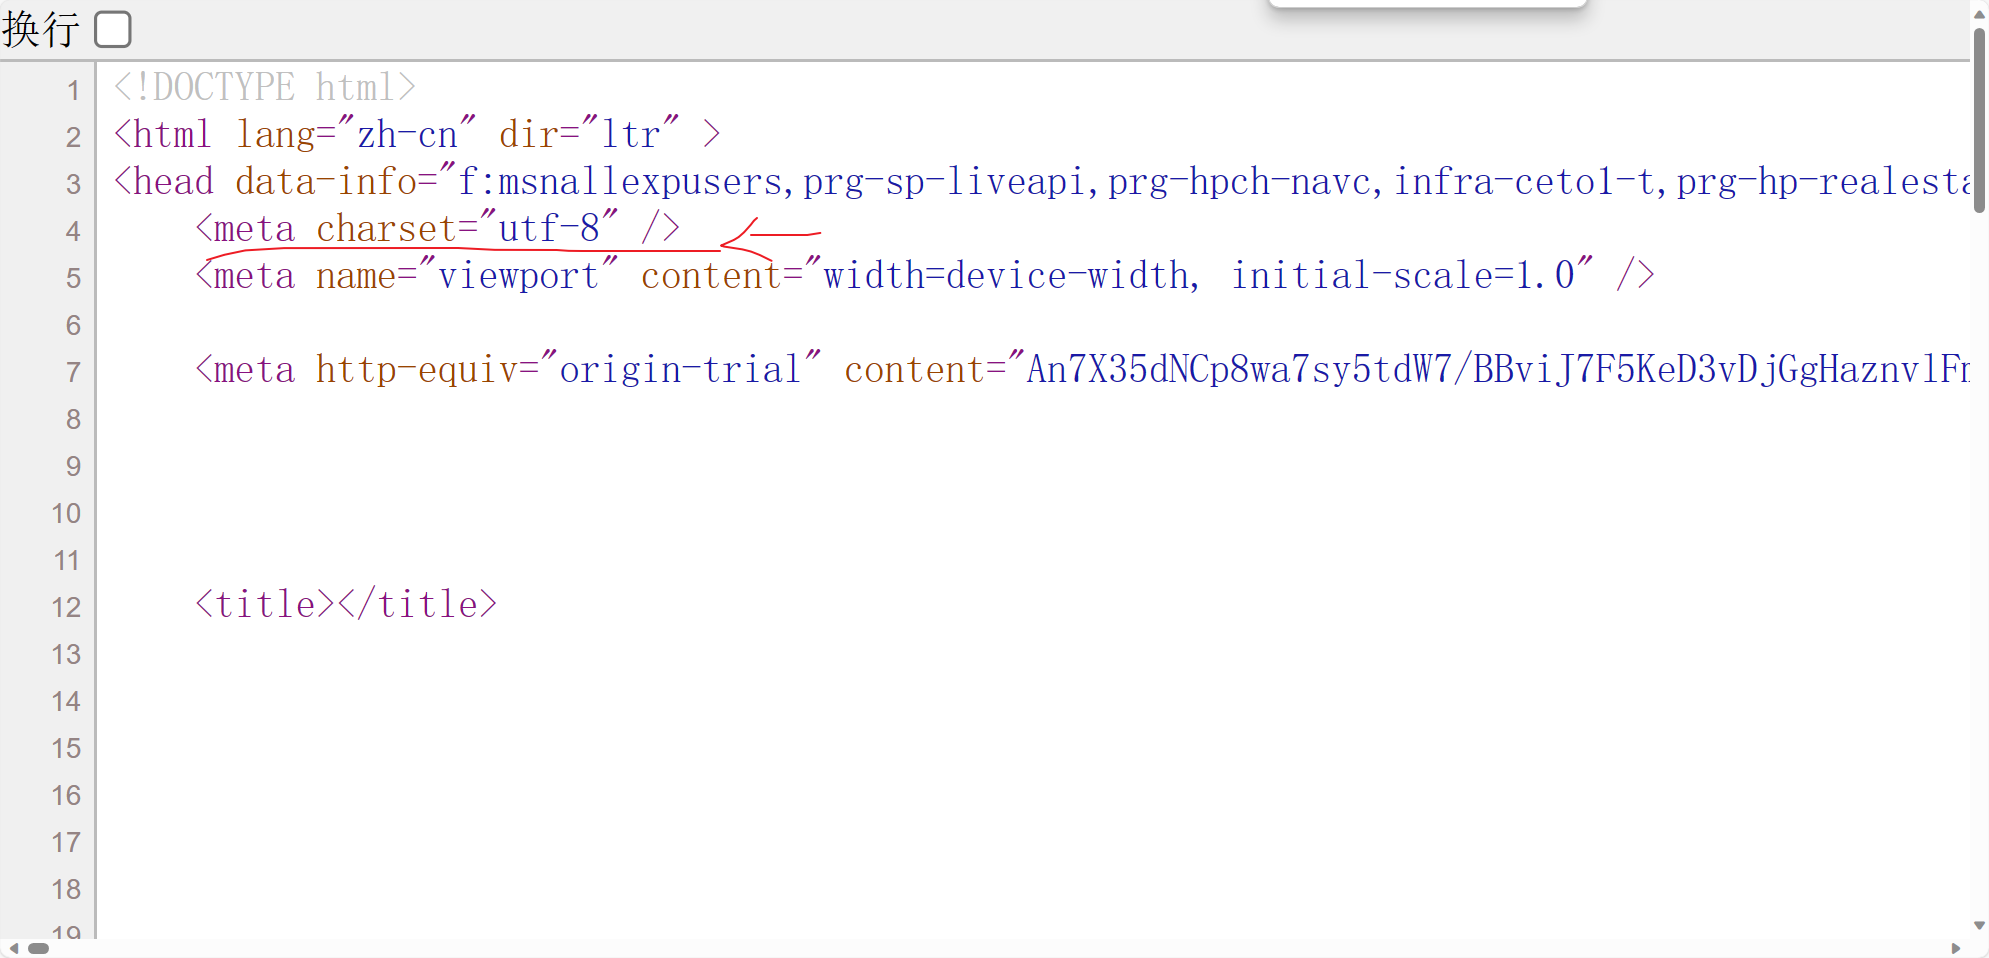 换行
1 <!DOCTYPE html>
2 <html lang="zh-cn" dir="ltr" >
3 <head data-info="f:msnallexpusers,prg-sp-liveapi,prg-hpch-navc,infra-ceto1-t,prg-hp-realesta
4 <meta charset="utf-8" />
5 <meta name="viewport" content="width=device-width, initial-scale=1.0" />
6
7 <meta http-equiv="origin-trial" content="An7X35dNCp8wa7sy5tdW7/BBviJ7F5KeD3vDjGgHaznvlFn
8
9
10
11
12 <title></title>
13
14
15
16
17
18
19